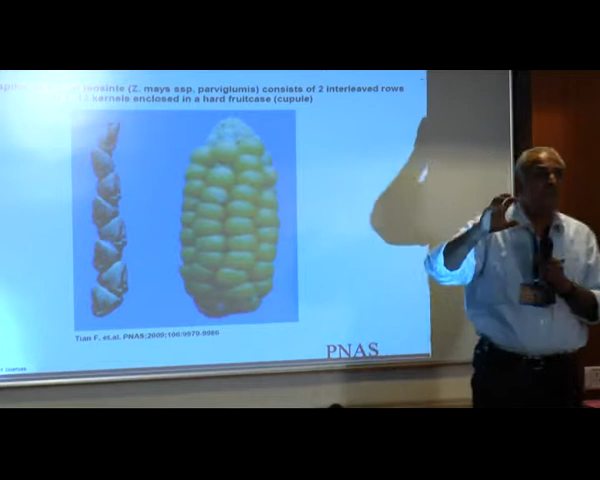 teosinte (Z. mays ssp. parviglumis) consists of 2 interleaved rows
kernels enclosed in a hard fruitcase (cupule)
Tian F. et.al. PNAS;2009;106:9979-9986
PNAS